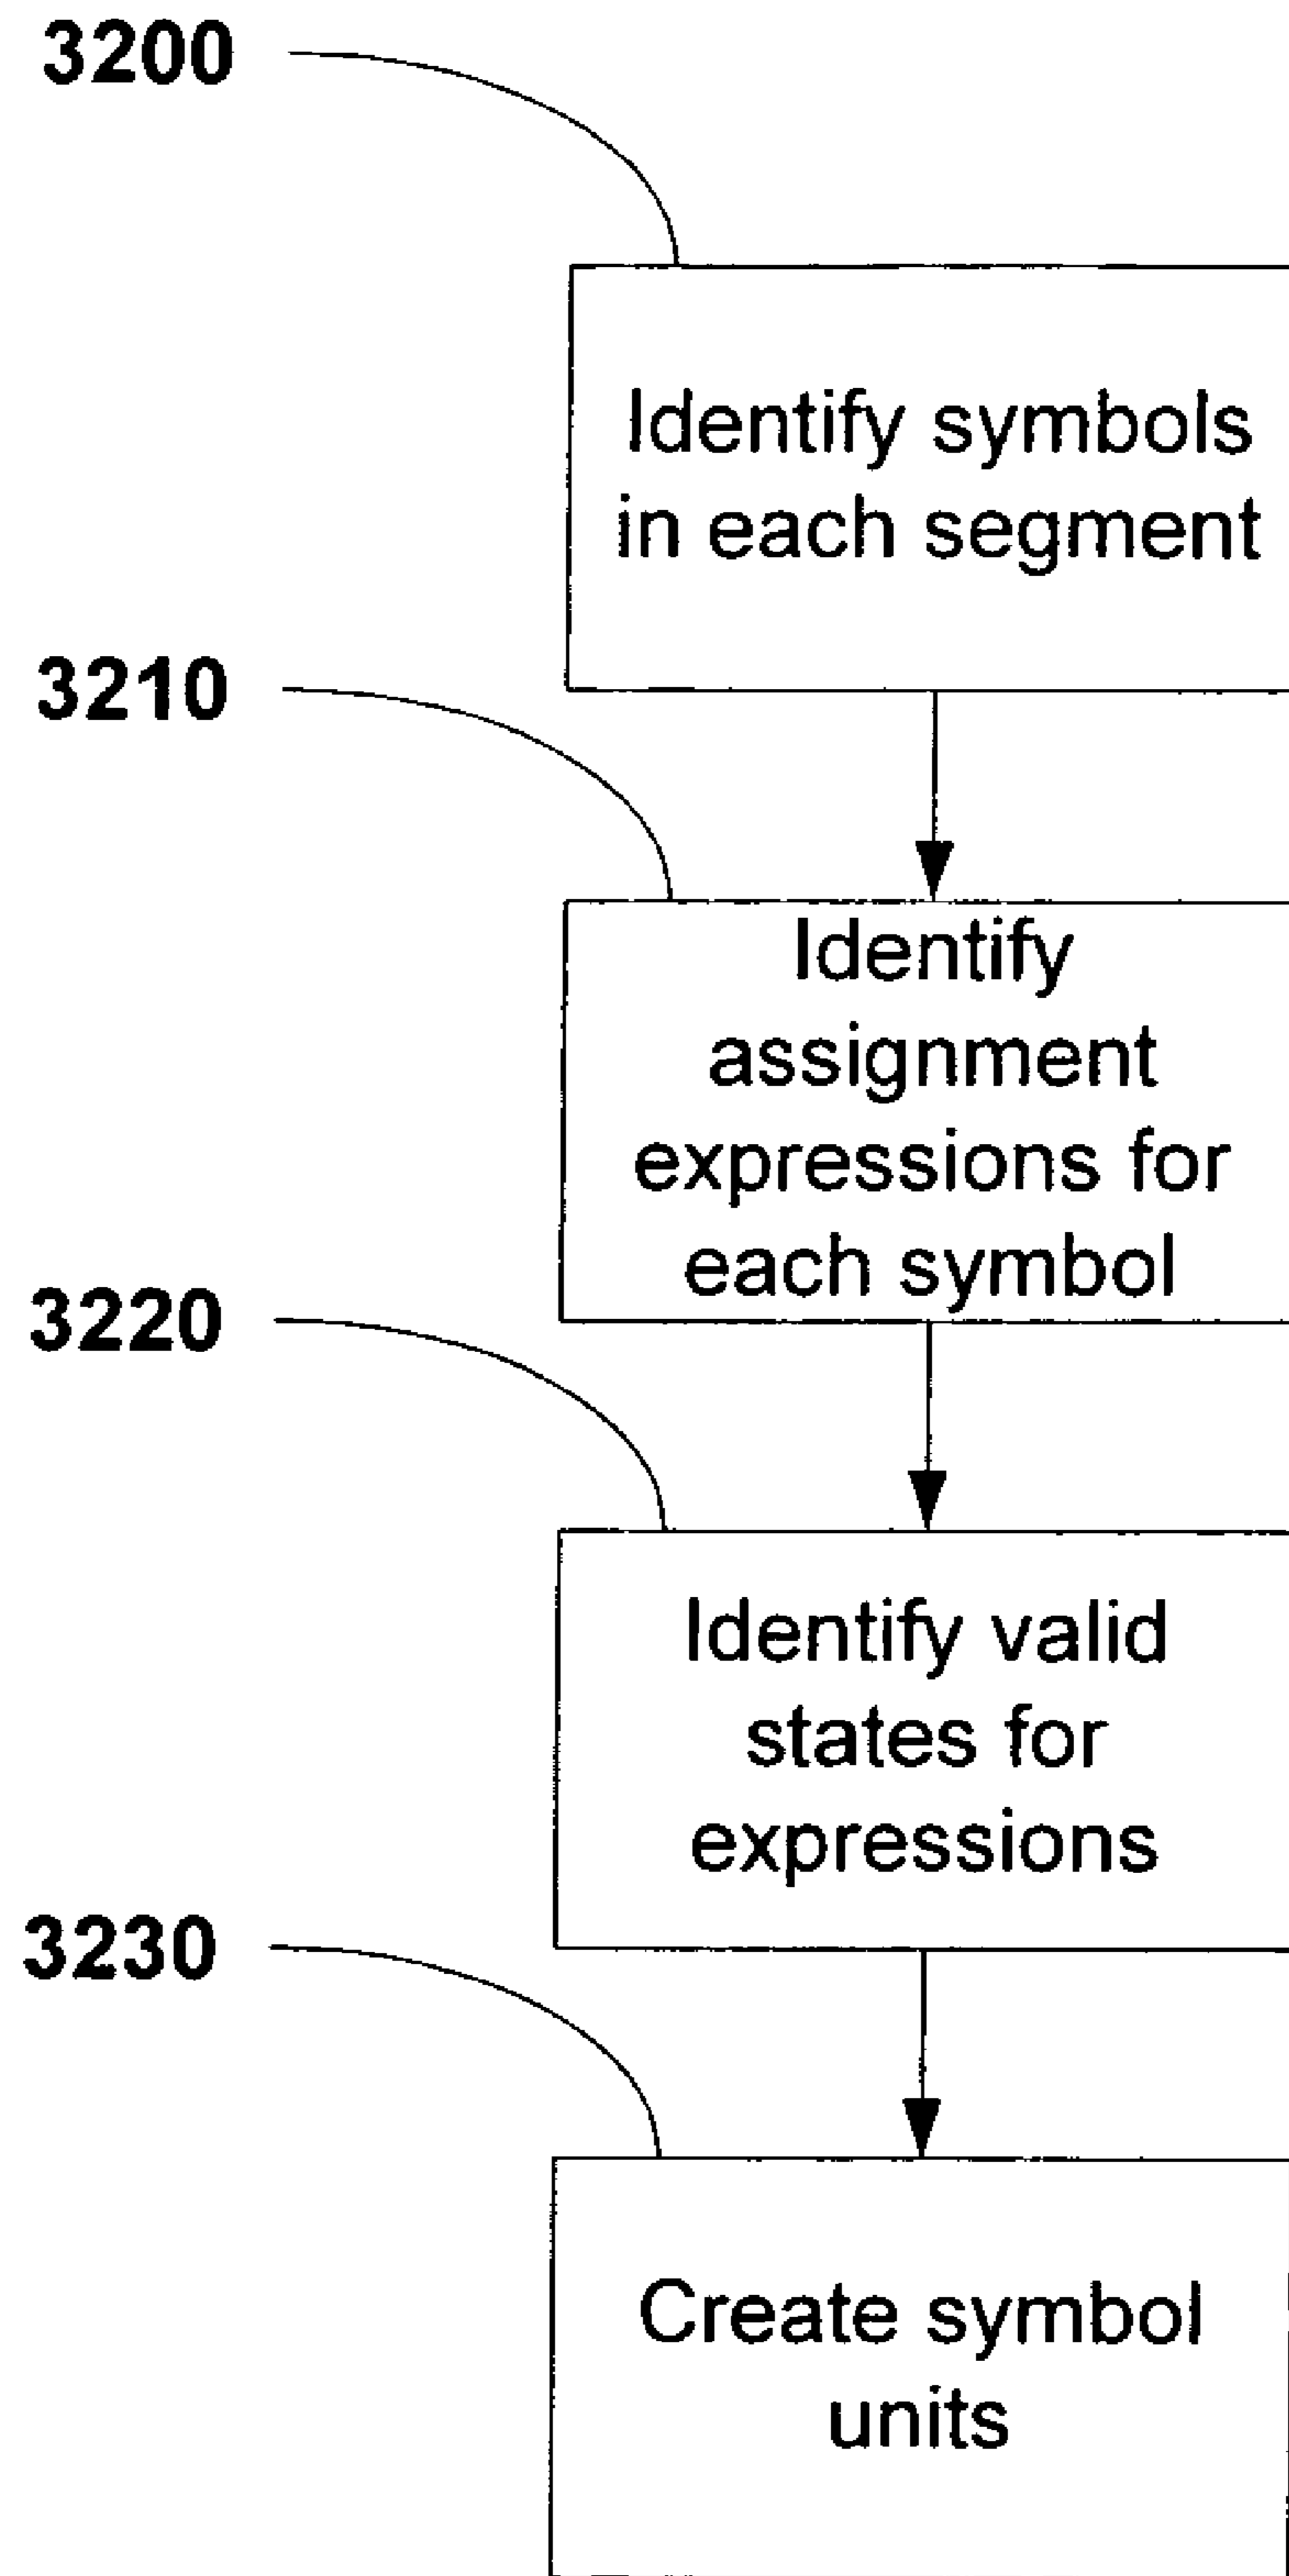 3200
Identify symbols
in each segment
3210
Identify
assignment
expressions for
each symbol
3220
Identify valid
states for
expressions
3230
Create symbol
units